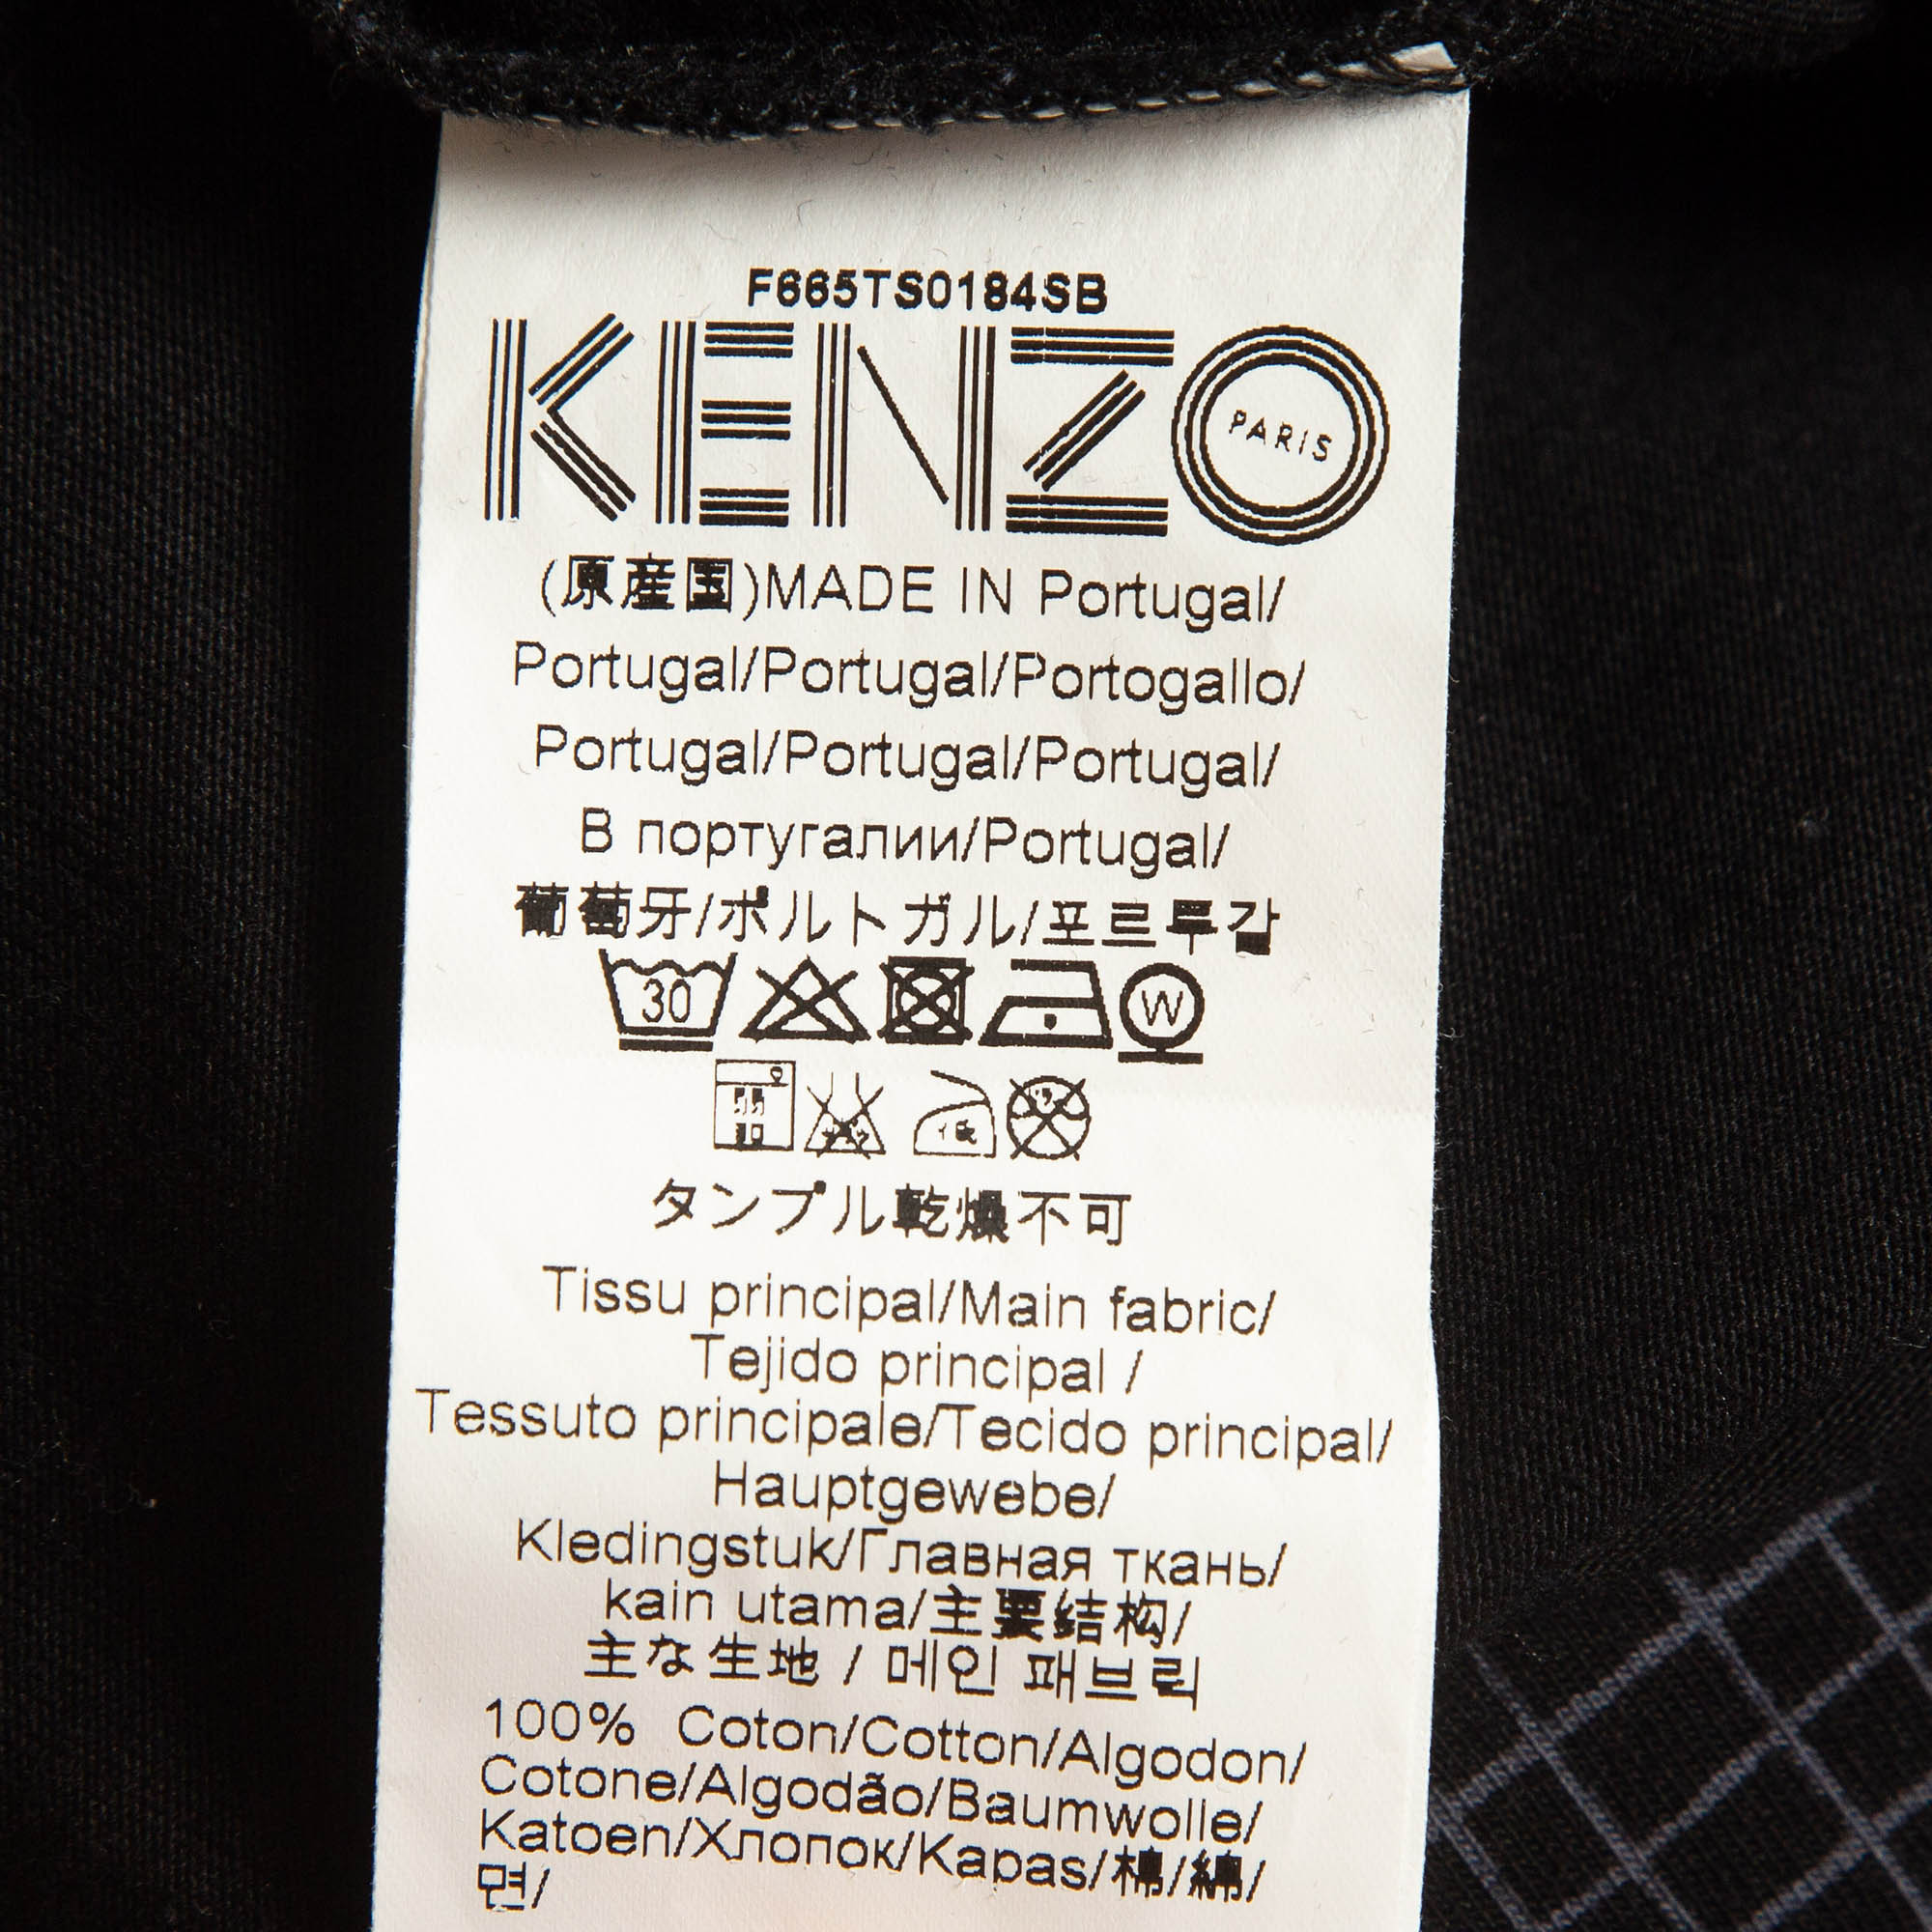 F665TS0184SB
KENZO
PARIS
(原産国)MADE IN Portugal/
Portugal/Portugal/Portogallo/
Portugal/Portugal/Portugal/
В португалии/Portugal/
葡萄牙/ポルトガル/포르투갈
30 W
タンプル乾燥不可
Tissu principal/Main fabric/
Tejido principal /
Tessuto principale/Tecido principal/
Hauptgewebe/
Kledingstuk/Главная ткань/
kain utama/主要结构/
主な生地 / 메인 패브릭
100% Coton/Cotton/Algodon/
Cotone/Algodão/Baumwolle/
Katoen/Хлопок/Kapas/棉/綿/
면/